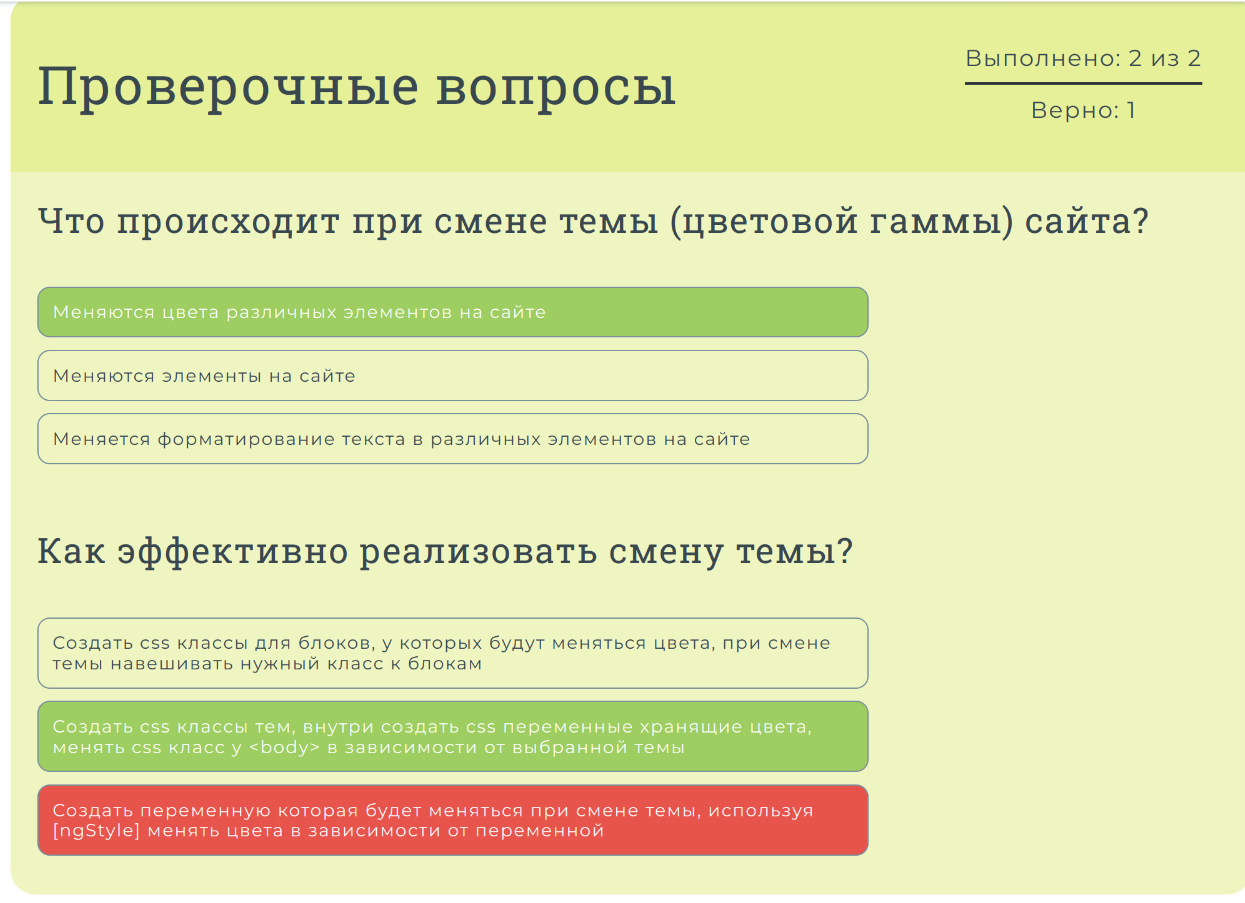 Проверочные вопросы
Выполнено: 2 из 2
Верно: 1
Что происходит при смене темы (цветовой гаммы) сайта?
Меняются цвета различных элементов на сайте
Меняются элементы на сайте
Меняется форматирование текста в различных элементов на сайте
Как эффективно реализовать смену темы?
Создать css классы для блоков, у которых будут меняться цвета, при смене
темы навешивать нужный класс к блокам
Создать css классы тем, внутри создать css переменные хранящие цвета,
менять css класс у <body> в зависимости от выбранной темы
Создать переменную которая будет меняться при смене темы, используя
[ngStyle] менять цвета в зависимости от переменной